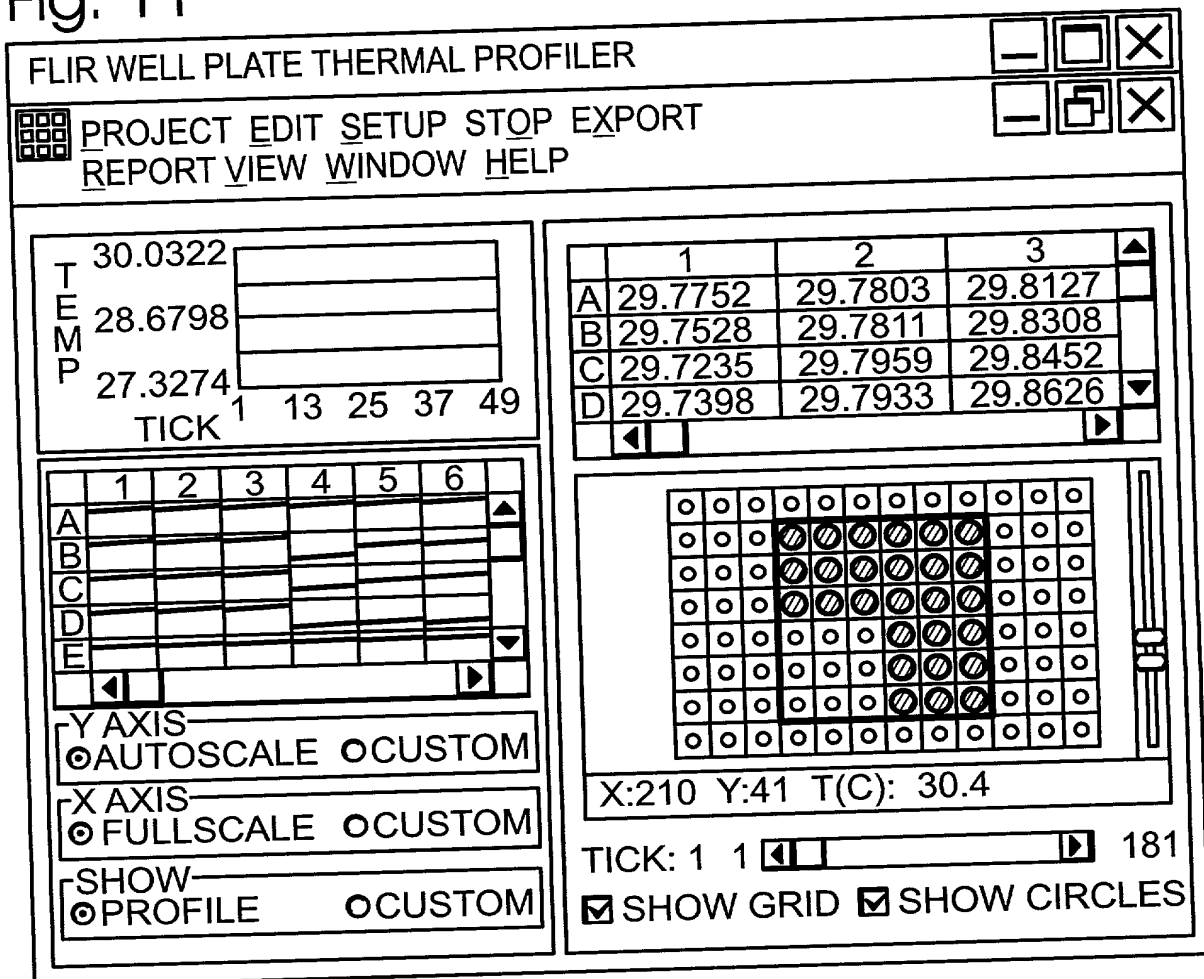 Fig. 11
FLIR WELL PLATE THERMAL PROFILER
PROJECT EDIT SETUP STOP EXPORT
REPORT VIEW WINDOW HELP
TEMP
30.0322
28.6798
27.3274
1 13 25 37 49
TICK
1 2 3
A 29.7752 29.7803 29.8127
B 29.7528 29.7811 29.8308
C 29.7235 29.7959 29.8452
D 29.7398 29.7933 29.8626
1 2 3 4 5 6
A
B
C
D
E
Y AXIS
AUTOSCALE CUSTOM
X AXIS
FULLSCALE CUSTOM
SHOW
PROFILE CUSTOM
X:210 Y:41 T(C): 30.4
TICK: 1 1 181
SHOW GRID SHOW CIRCLES